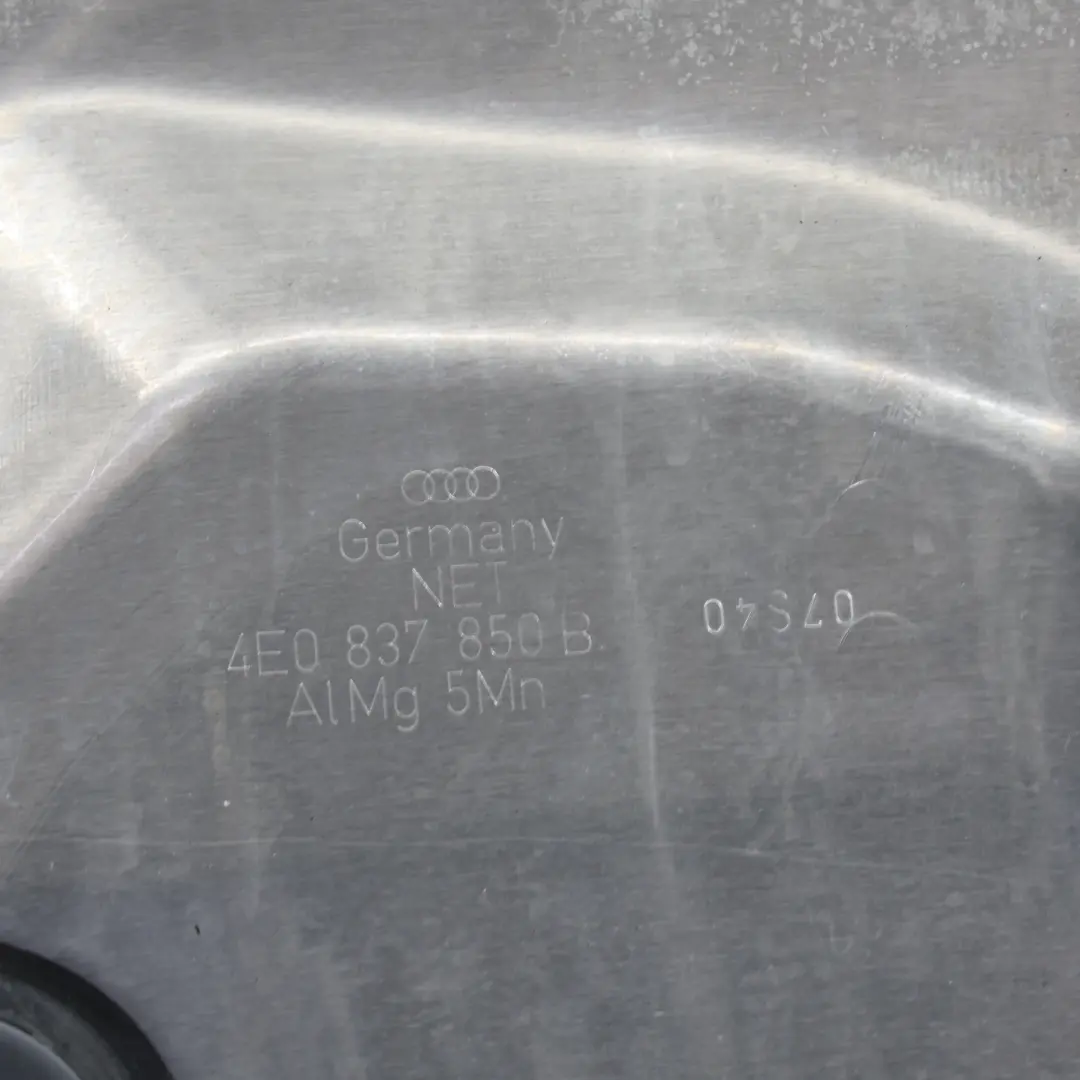 Germany
NET
4E0 837 850 B
AlMg 5Mn
07S40